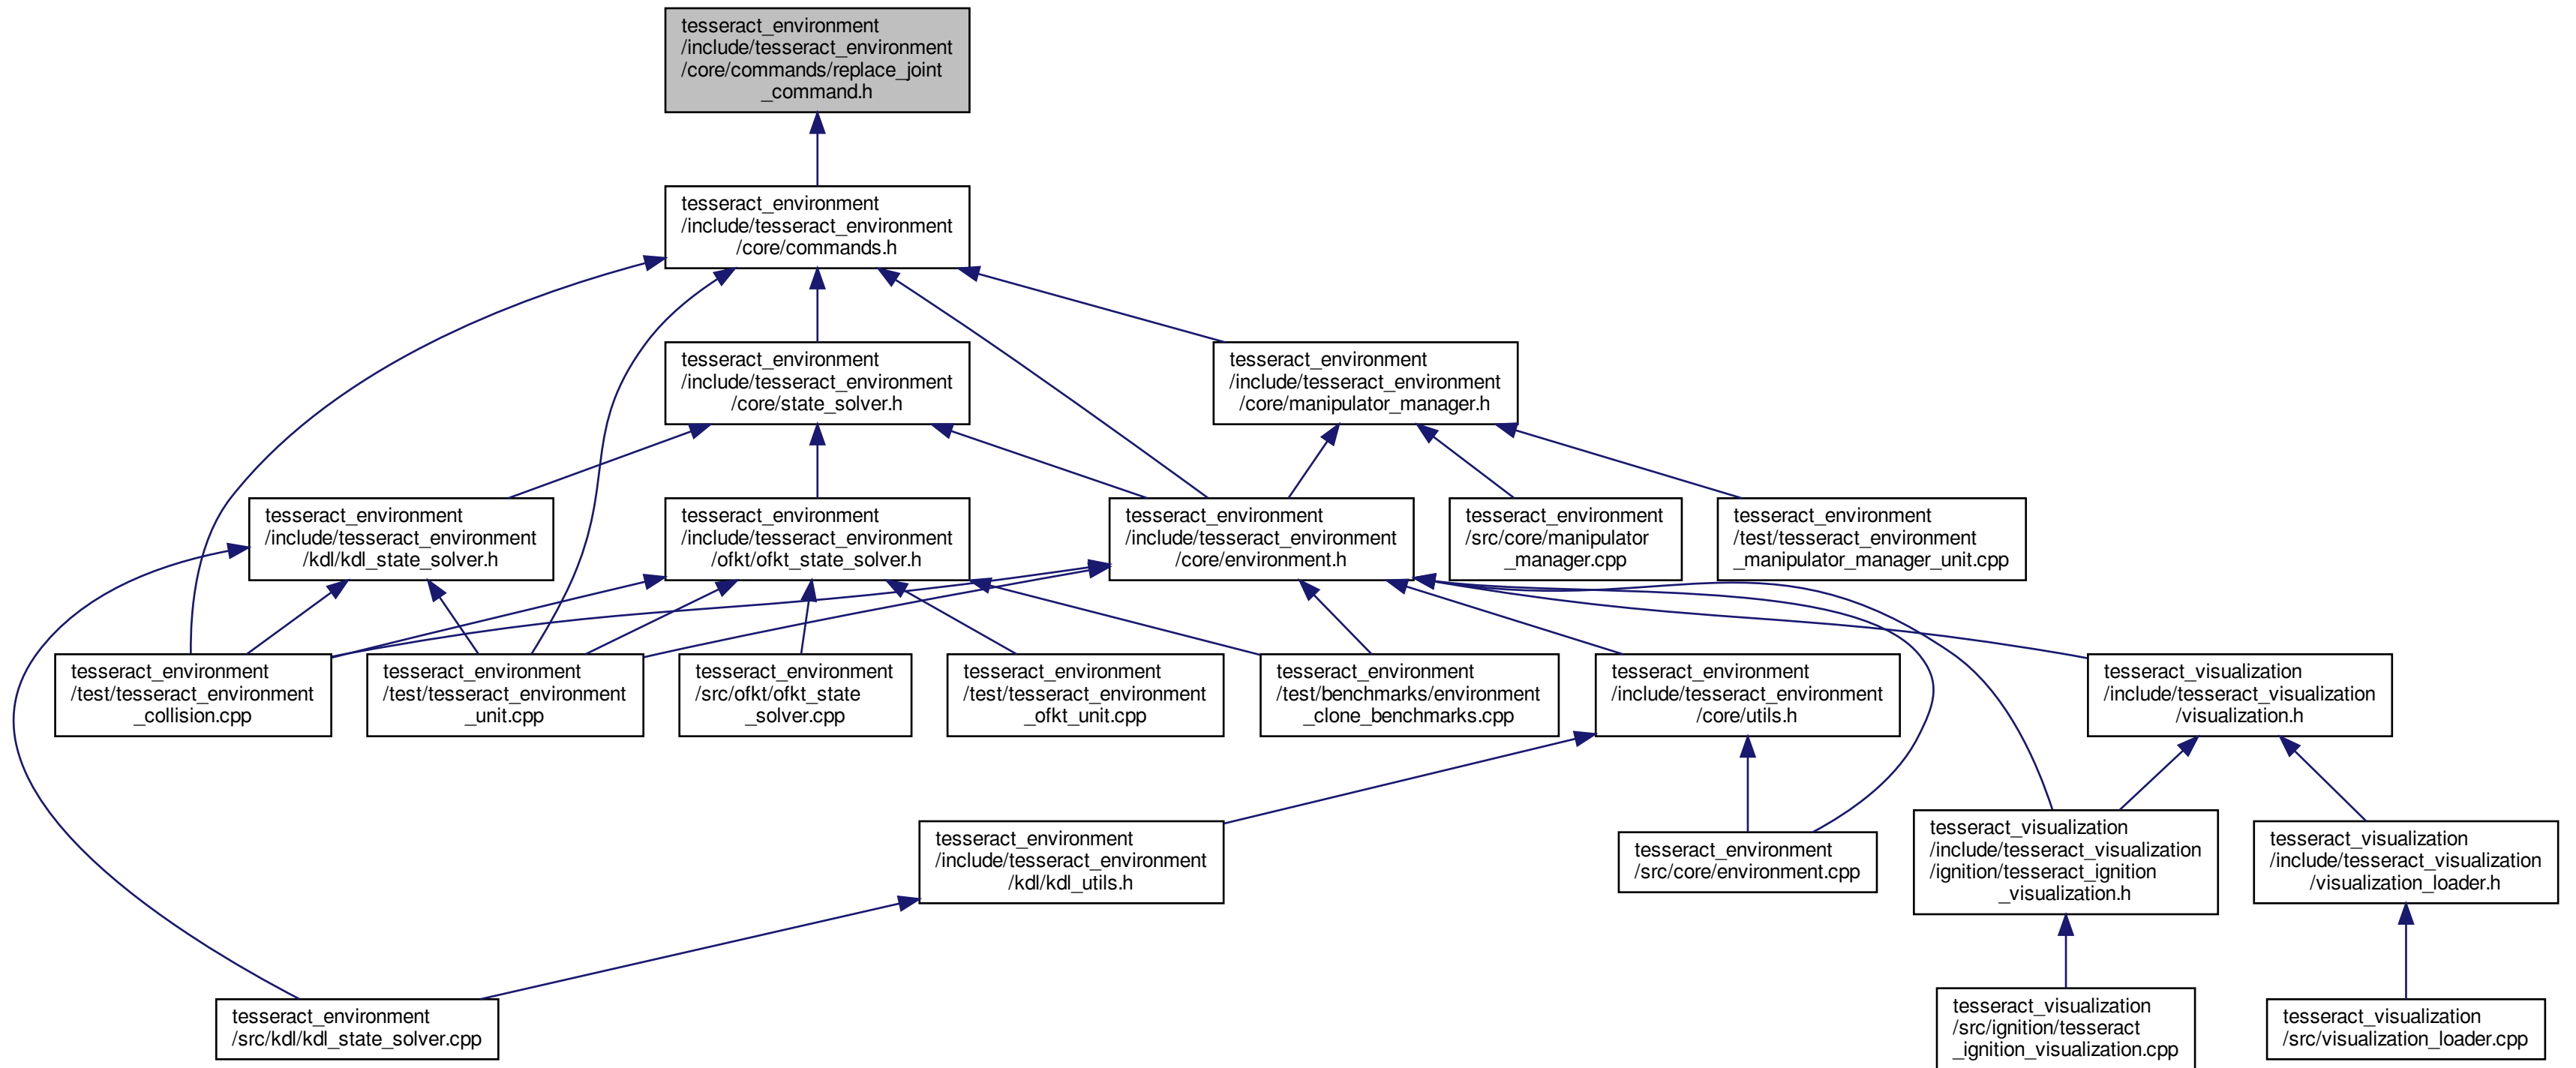 tesseract_environment
/include/tesseract_environment
/core/commands/replace_joint
_command.h
tesseract_environment
/include/tesseract_environment
/core/commands.h
tesseract_environment
/include/tesseract_environment
/core/state_solver.h
tesseract_environment
/include/tesseract_environment
/core/manipulator_manager.h
tesseract_environment
/include/tesseract_environment
/kdl/kdl_state_solver.h
tesseract_environment
/include/tesseract_environment
/ofkt/ofkt_state_solver.h
tesseract_environment
/include/tesseract_environment
/core/environment.h
tesseract_environment
/src/core/manipulator
_manager.cpp
tesseract_environment
/test/tesseract_environment
_manipulator_manager_unit.cpp
tesseract_environment
/test/tesseract_environment
_collision.cpp
tesseract_environment
/test/tesseract_environment
_unit.cpp
tesseract_environment
/src/ofkt/ofkt_state
_solver.cpp
tesseract_environment
/test/tesseract_environment
_ofkt_unit.cpp
tesseract_environment
/test/benchmarks/environment
_clone_benchmarks.cpp
tesseract_environment
/include/tesseract_environment
/core/utils.h
tesseract_visualization
/include/tesseract_visualization
/visualization.h
tesseract_environment
/include/tesseract_environment
/kdl/kdl_utils.h
tesseract_environment
/src/core/environment.cpp
tesseract_visualization
/include/tesseract_visualization
/ignition/tesseract_ignition
_visualization.h
tesseract_visualization
/include/tesseract_visualization
/visualization_loader.h
tesseract_environment
/src/kdl/kdl_state_solver.cpp
tesseract_visualization
/src/ignition/tesseract
_ignition_visualization.cpp
tesseract_visualization
/src/visualization_loader.cpp